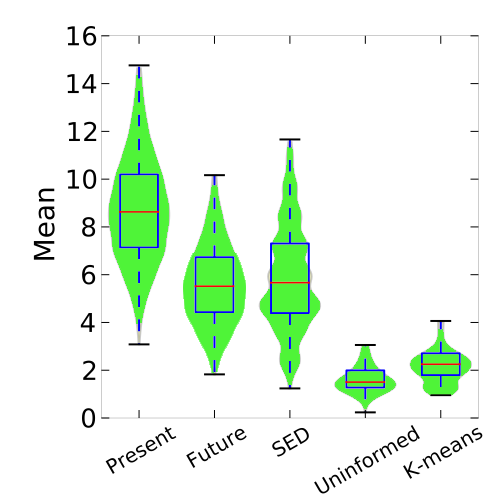 16
14
12
10
8
6
4
2
0
Mean
Present
Future
SED
Uninformed
K-means